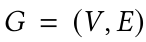 G = (V, E)